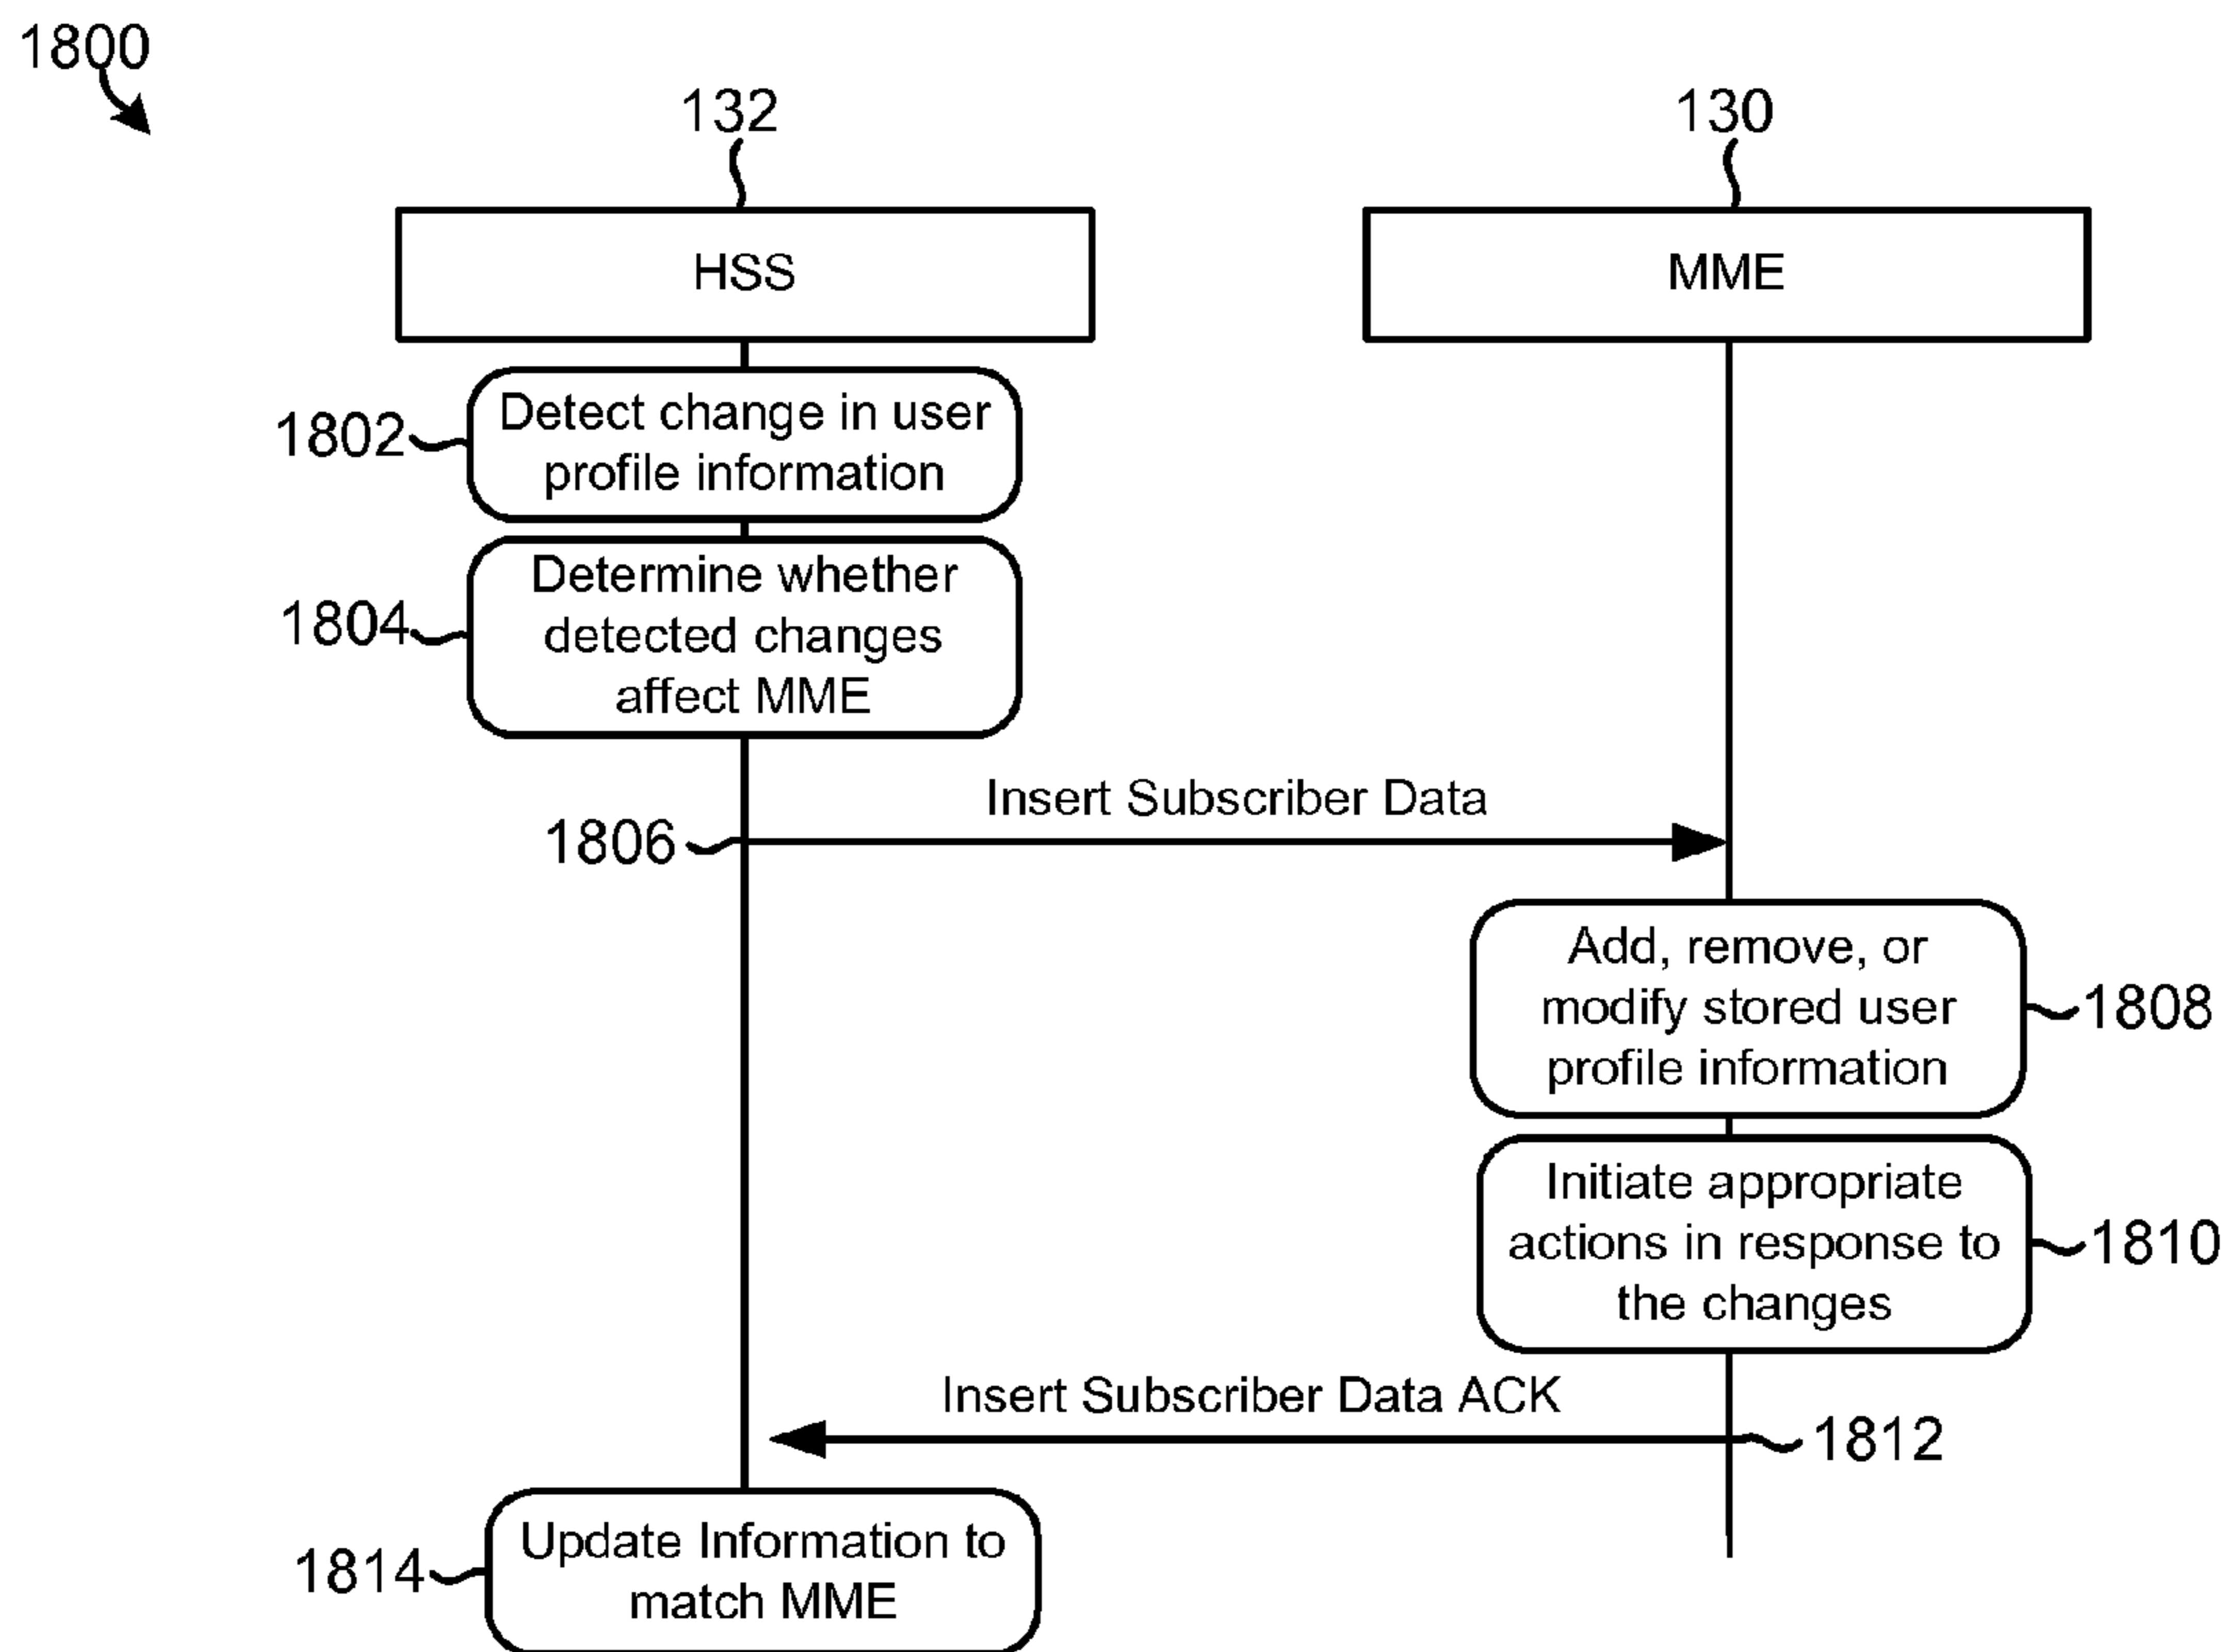 1800
132
130
HSS
MME
1802
Detect change in user
profile information
1804
Determine whether
detected changes
affect MME
Insert Subscriber Data
1806
Add, remove, or
modify stored user
profile information
1808
Initiate appropriate
actions in response to
the changes
1810
Insert Subscriber Data ACK
1812
1814
Update Information to
match MME